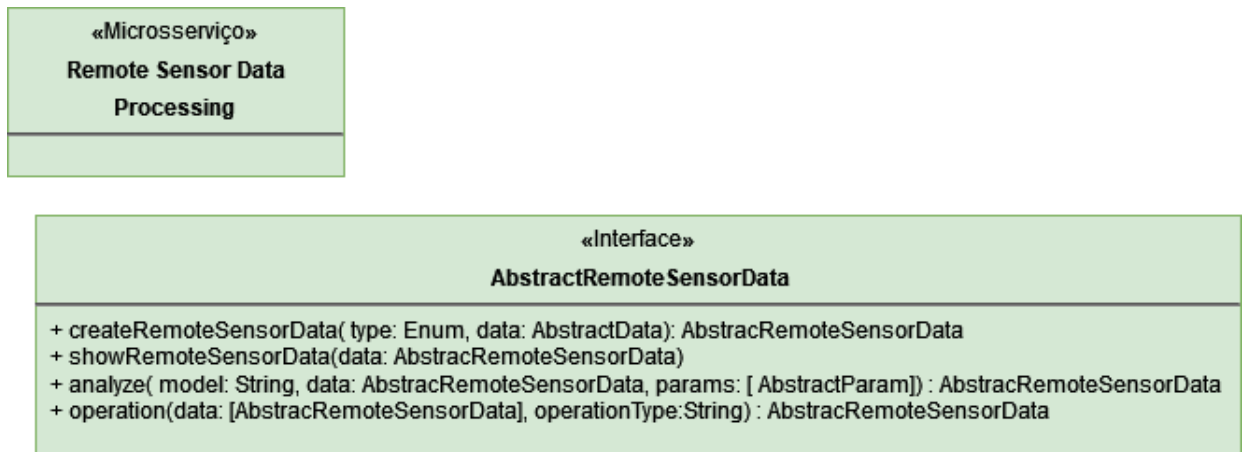 «Microsserviço»
Remote Sensor Data
Processing
«Interface»
AbstractRemoteSensorData
+ createRemoteSensorData( type: Enum, data: AbstractData): AbstracRemoteSensorData
+ showRemoteSensorData(data: AbstracRemoteSensorData)
+ analyze( model: String, data: AbstracRemoteSensorData, params: [ AbstractParam]) : AbstracRemoteSensorData
+ operation(data: [AbstracRemoteSensorData], operationType:String) : AbstracRemoteSensorData